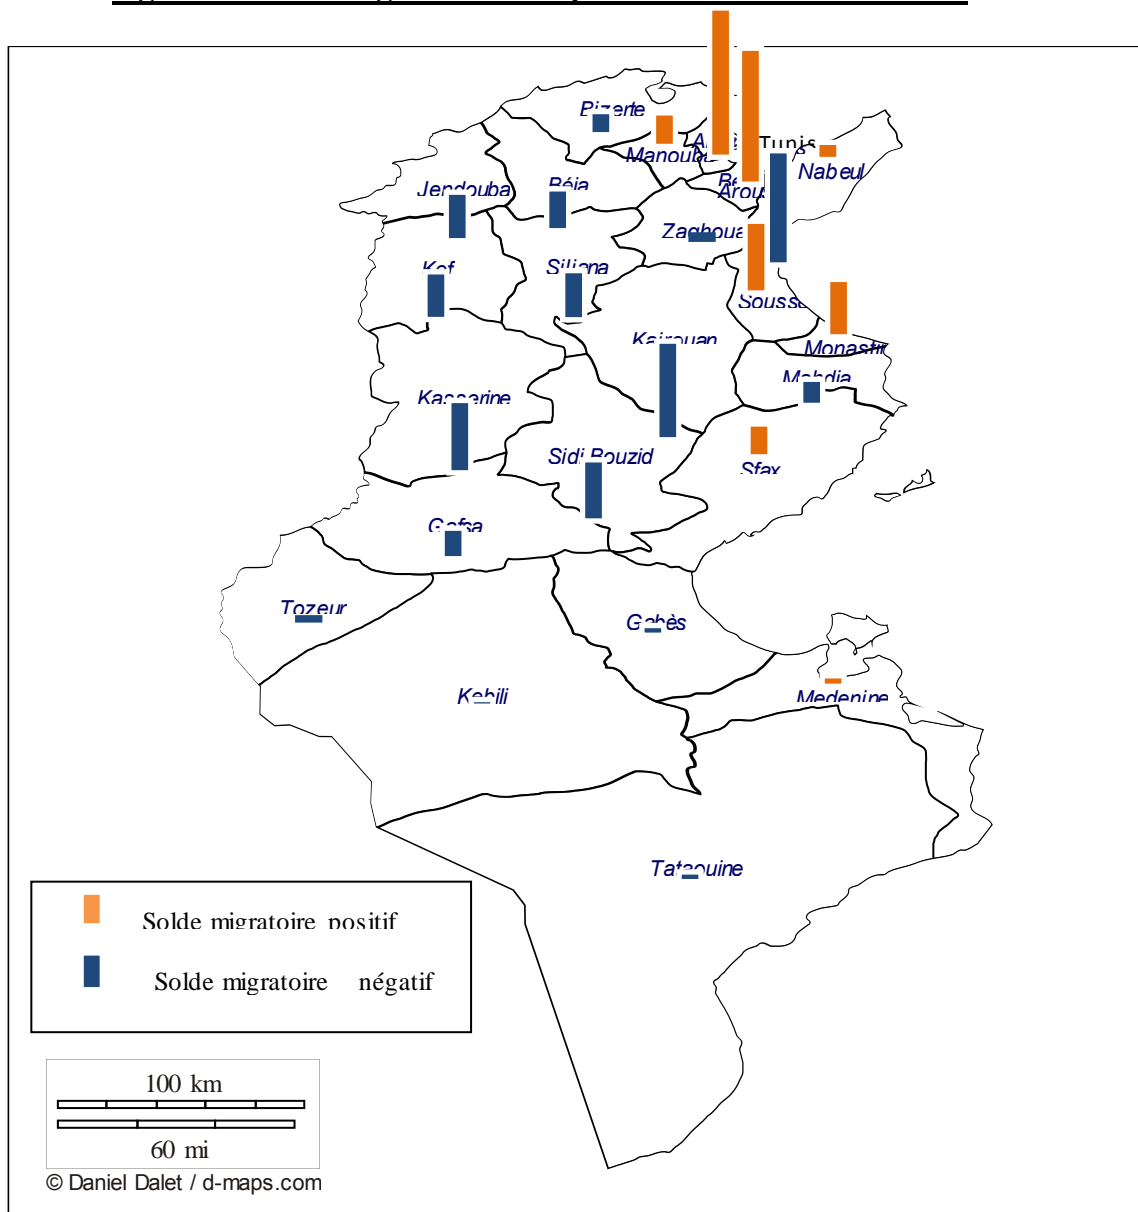 Bizerte
Tunis
Manouba
Nabeul
Jendouba
Béja
Zaghouan
Kef
Siliana
Sousse
Kairouan
Monastir
Mahdia
Kasserine
Sidi Bouzid
Sfax
Gafsa
Tozeur
Gabès
Kebili
Medenine
Tataouine
Solde migratoire positif
Solde migratoire négatif
100 km
60 mi
© Daniel Dalet / d-maps.com